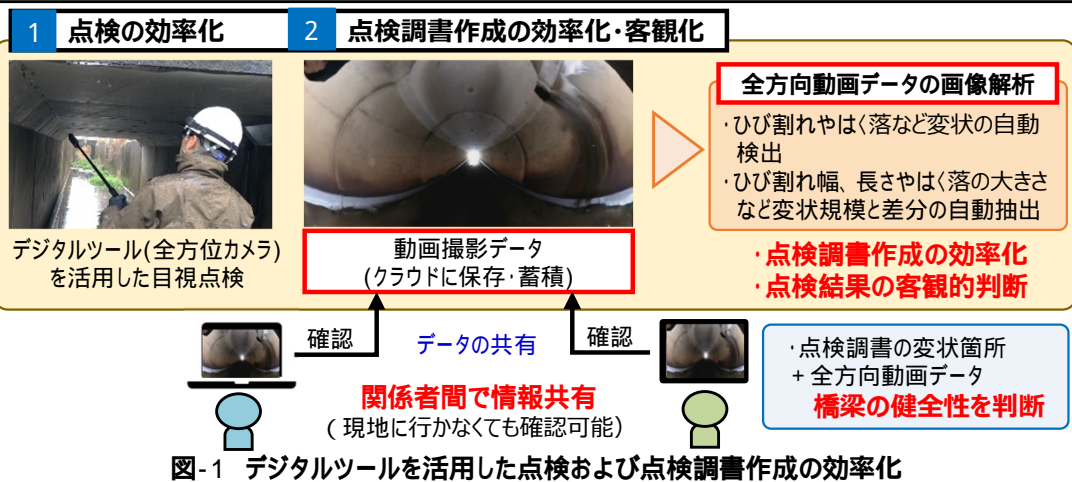 1 点検の効率化 2 点検調書作成の効率化・客観化
デジタルツール(全方位カメラ)
を活用した目視点検
動画撮影データ
(クラウドに保存・蓄積)
全方向動画データの画像解析
・ひび割れやはく落など変状の自動
検出
・ひび割れ幅、長さやはく落の大きさ
など変状規模と差分の自動抽出
・点検調書作成の効率化
・点検結果の客観的判断
確認
データの共有
確認
関係者間で情報共有
(現地に行かなくても確認可能)
・点検調書の変状箇所
+全方向動画データ
橋梁の健全性を判断
図-1 デジタルツールを活用した点検および点検調書作成の効率化